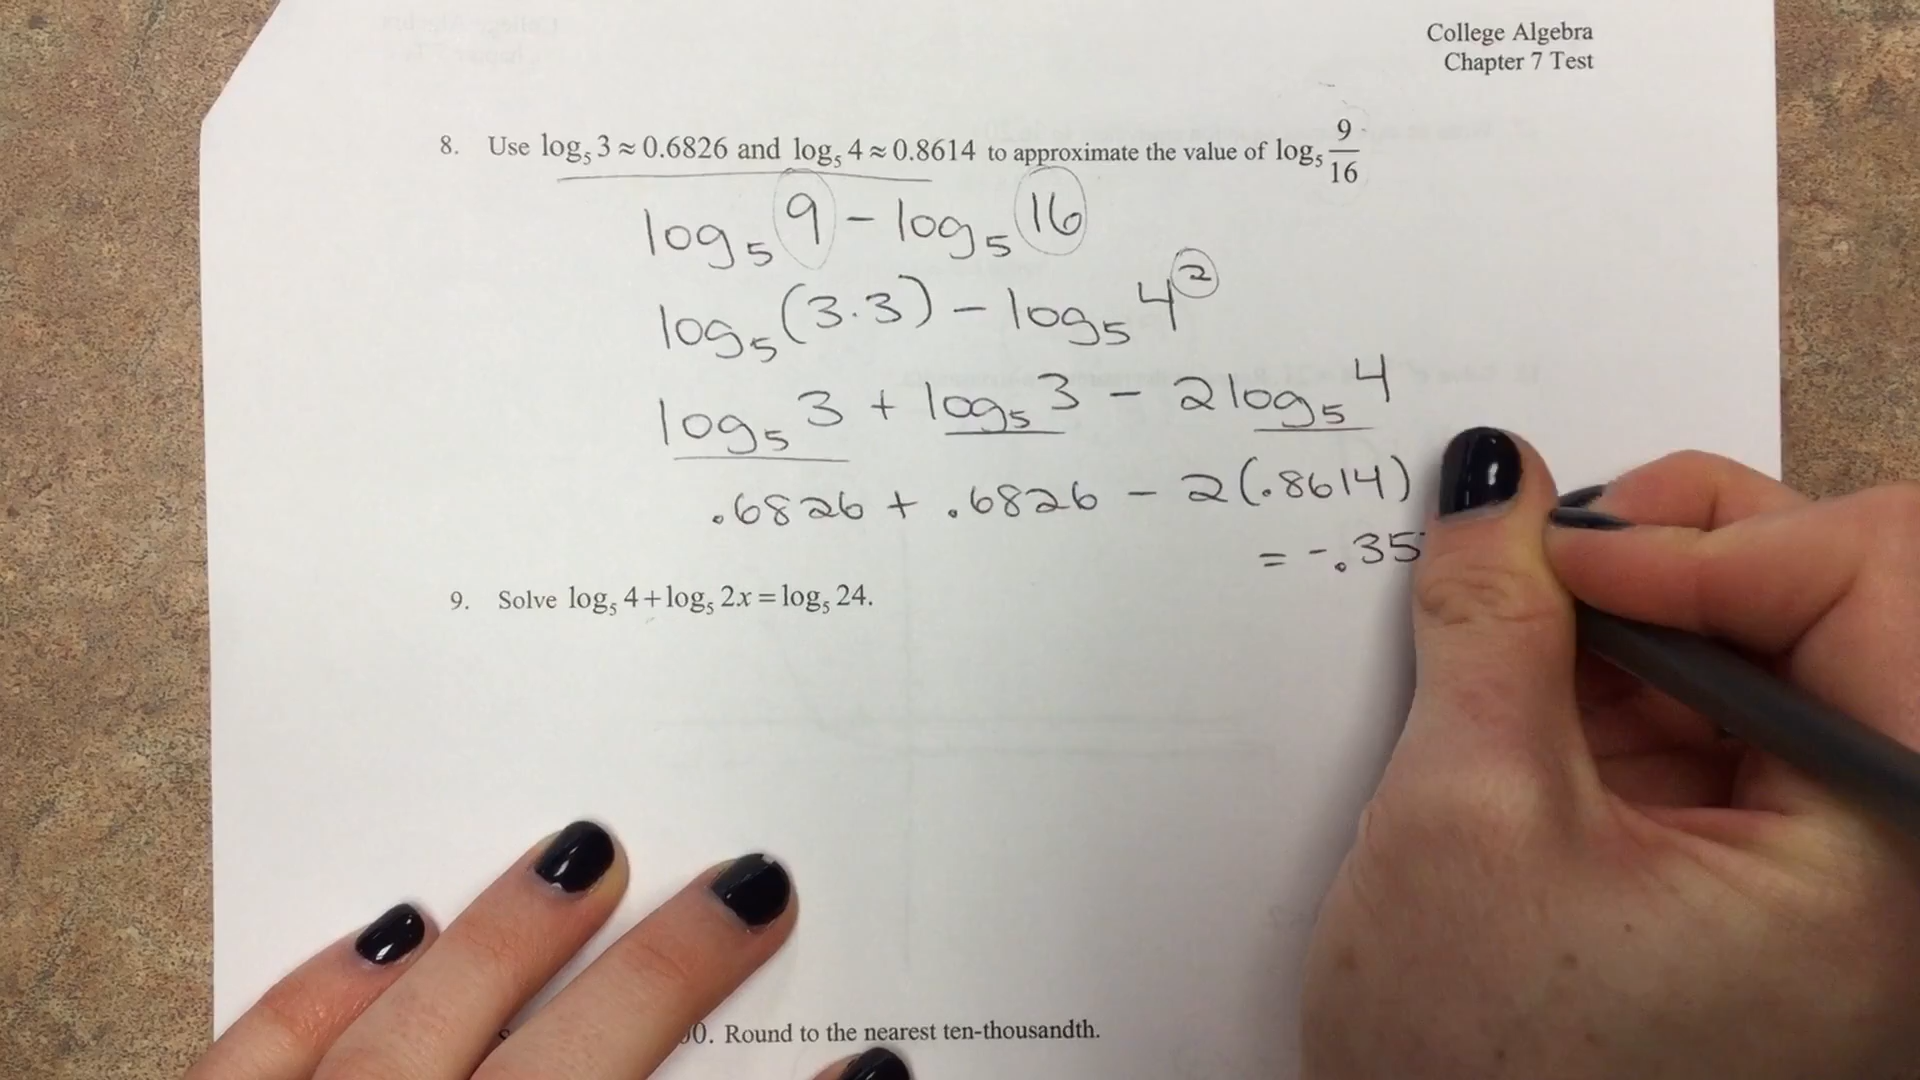 College Algebra
Chapter 7 Test
8. Use log₅ 3 ≈ 0.6826 and log₅ 4 ≈ 0.8614 to approximate the value of log₅ 9/16
log₅ 9 − log₅ 16
log₅ (3·3) − log₅ 4²
log₅ 3 + log₅ 3 − 2 log₅ 4
.6826 + .6826 − 2(.8614)
= −.35
9. Solve log₅ 4 + log₅ 2x = log₅ 24.
0. Round to the nearest ten-thousandth.